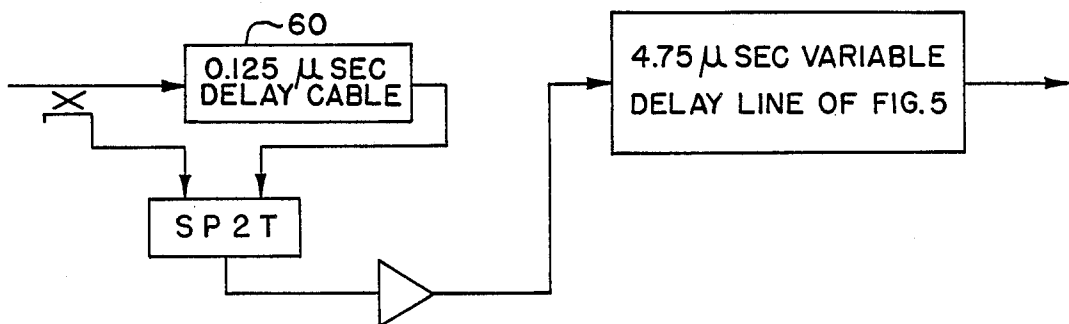 60
0.125 μ SEC
DELAY CABLE
4.75 μ SEC VARIABLE
DELAY LINE OF FIG. 5
SP2T